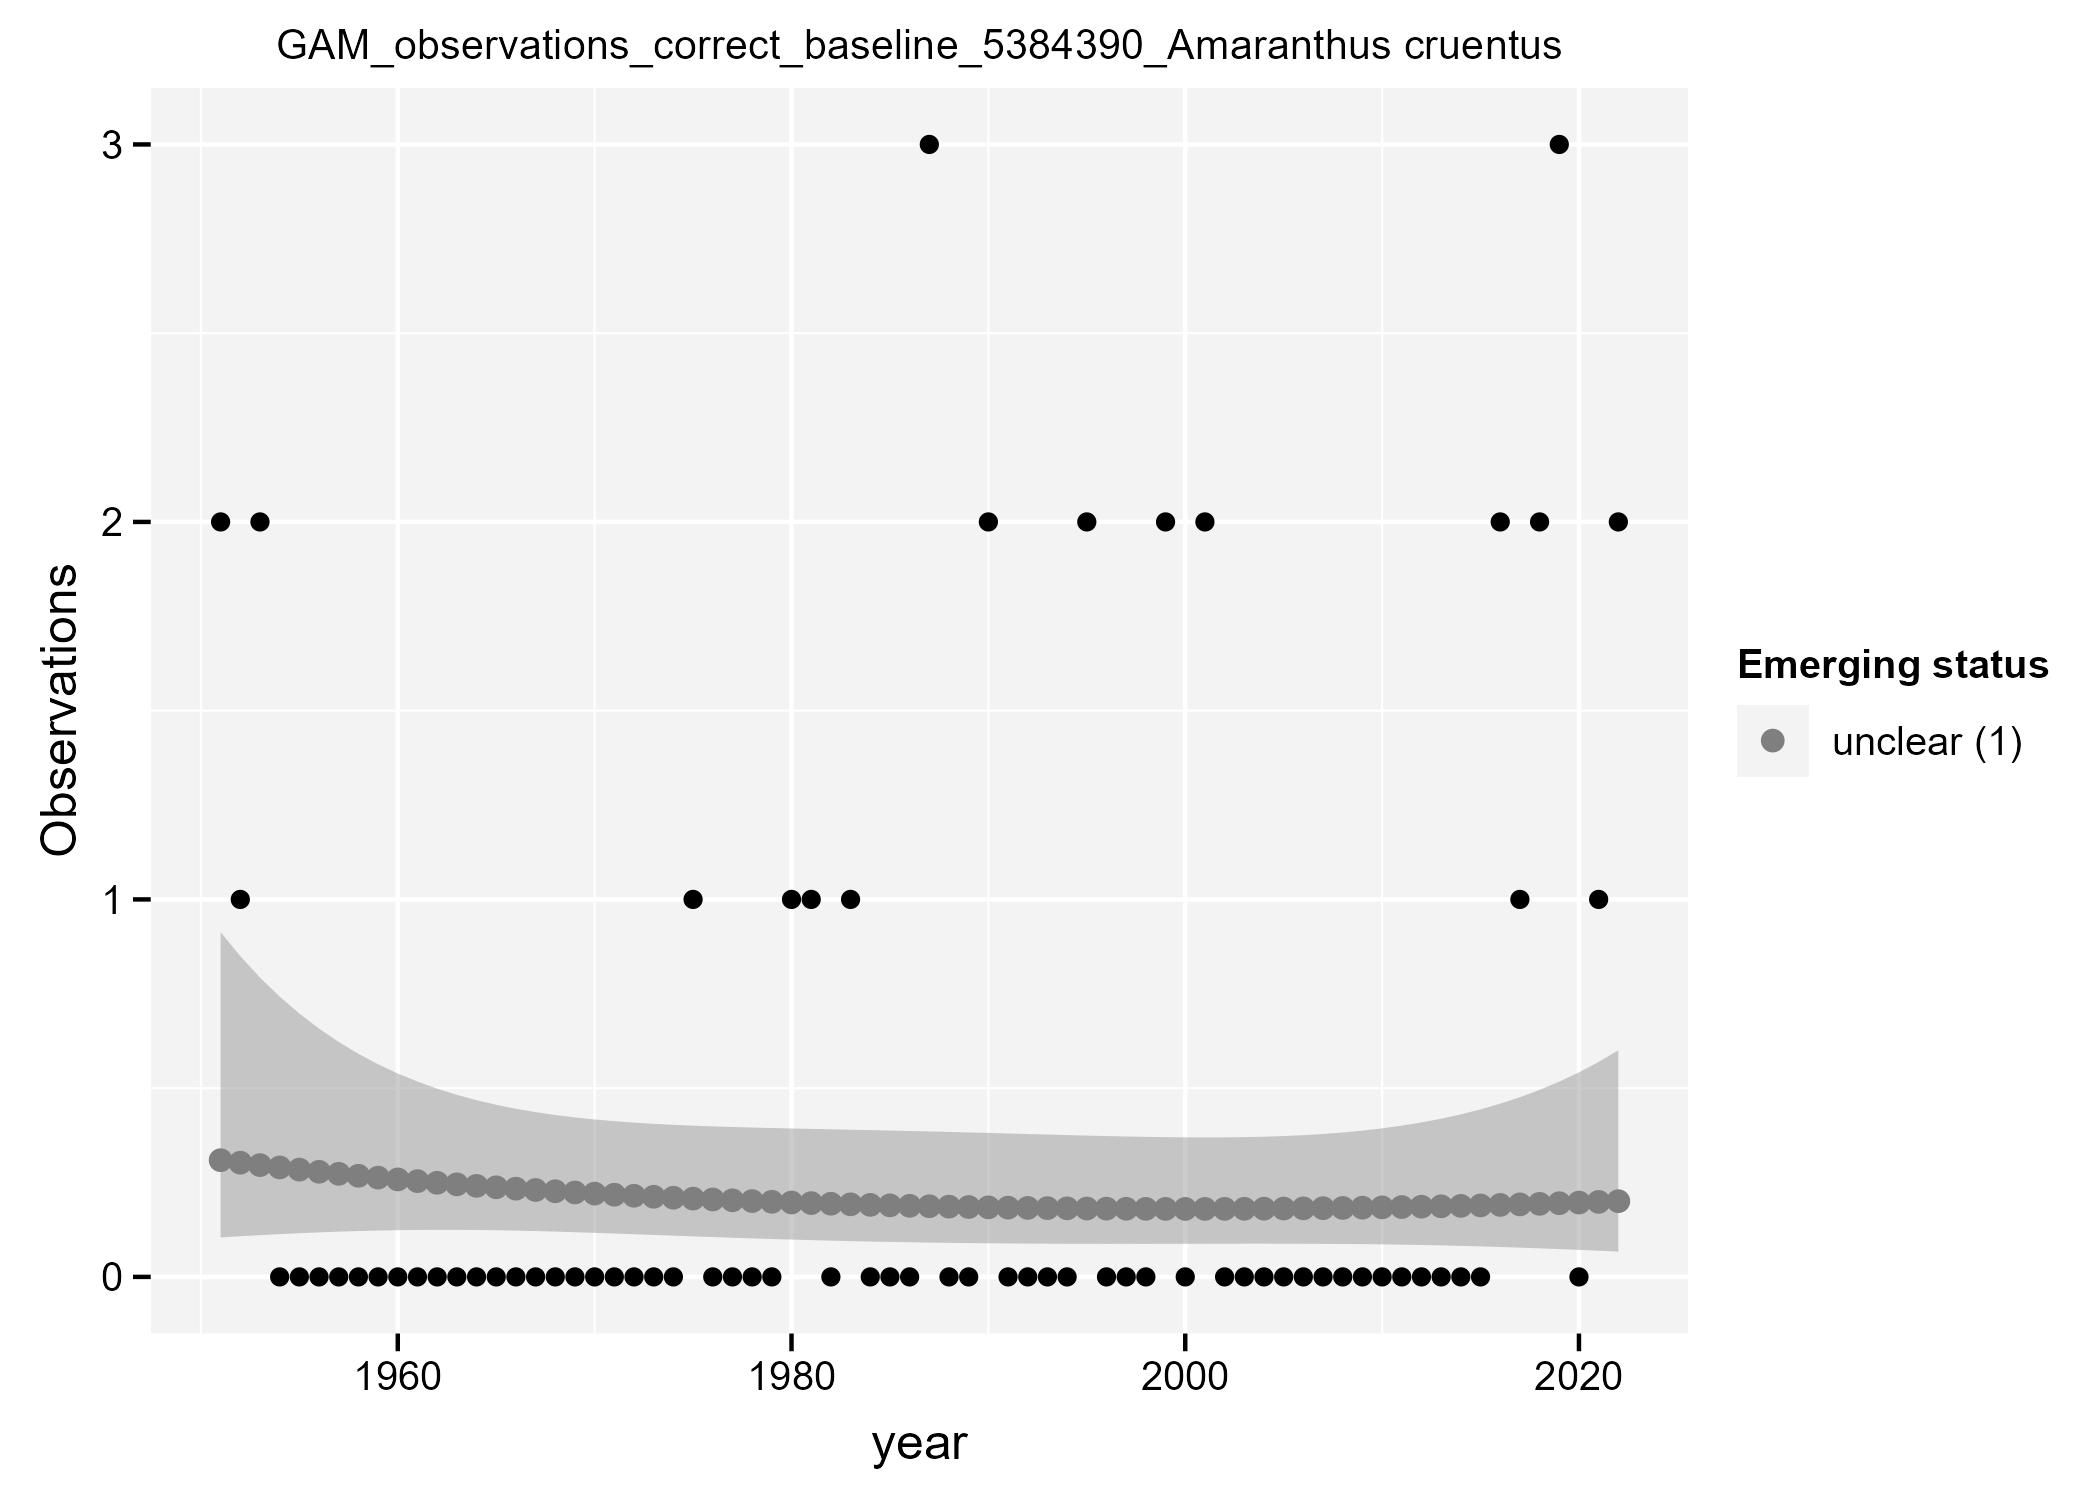 GAM_observations_correct_baseline_5384390_Amaranthus cruentus
3
2
1
0
Observations
1960
1980
2000
2020
year
Emerging status
unclear (1)